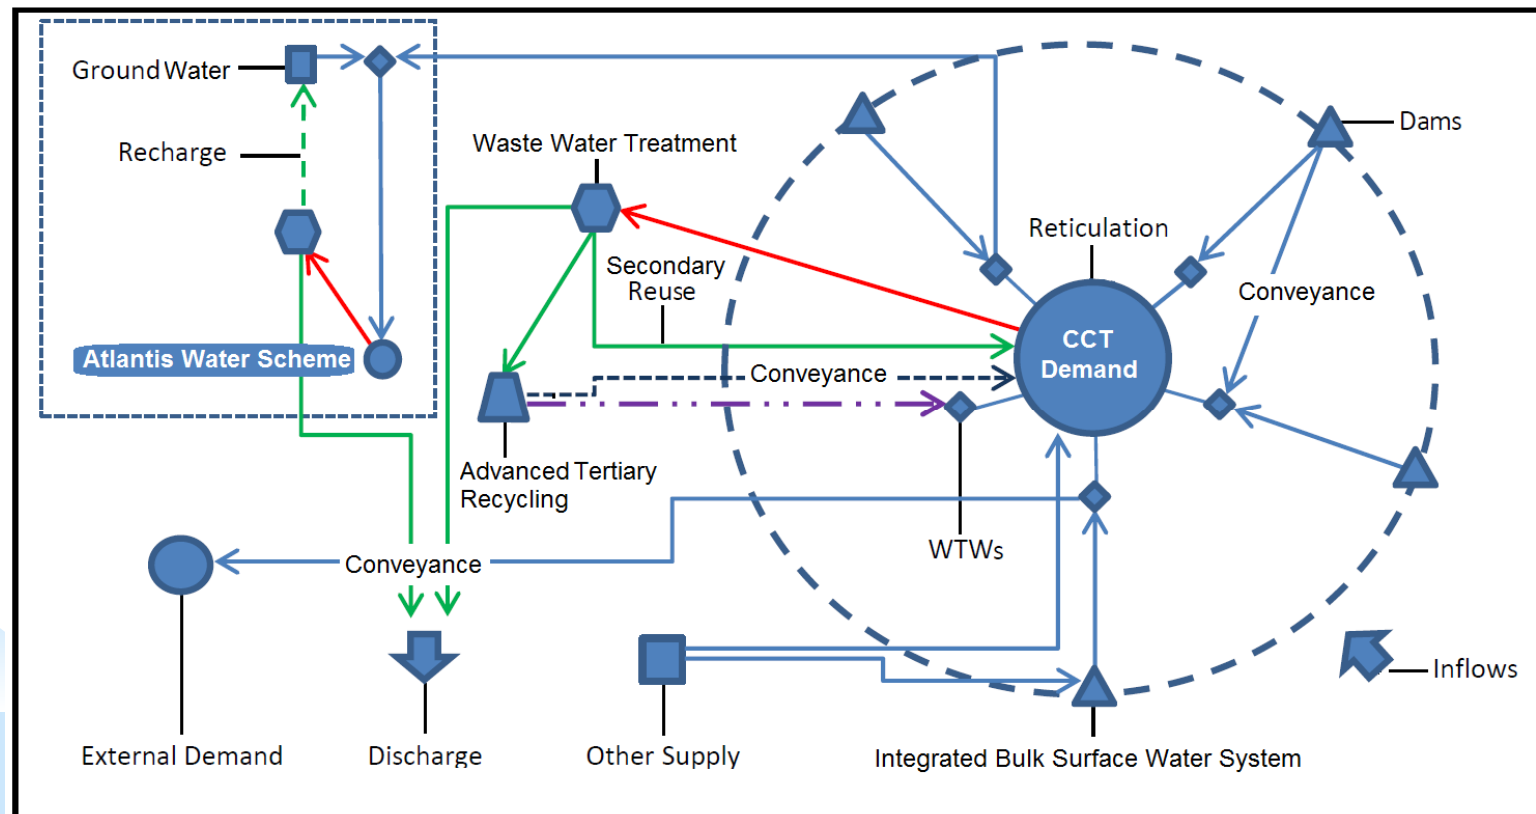 Ground Water
Dams
Waste Water Treatment
Recharge
Reticulation
Secondary
Reuse
Conveyance
CCT
Demand
Atlantis Water Scheme
Conveyance
Advanced Tertiary
Recycling
WTWs
Conveyance
Inflows
External Demand
Discharge
Other Supply
Integrated Bulk Surface Water System